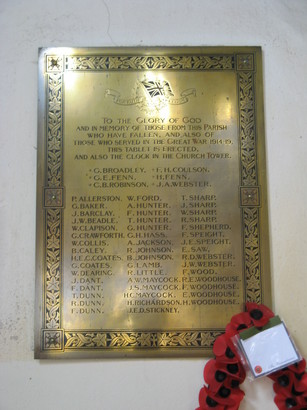 TO THE GLORY OF GOD
AND IN MEMORY OF THOSE FROM THIS PARISH
WHO HAVE FALLEN, AND ALSO OF
THOSE WHO SERVED IN THE GREAT WAR 1914-19.
THIS TABLET IS ERECTED,
AND ALSO THE CLOCK IN THE CHURCH TOWER.
G. BROADLEY, F. H. COULSON.
G. E. FENN, H. FENN.
C. B. ROBINSON, J. A. WEBSTER.
P. ALLERSTON, W. FORD, T. SHARP.
G. BAKER, A. HUNTER, J. SHARP.
J. BARCLAY, F. HUNTER, W. SHARP.
J. W. BEADLE, T. HUNTER, H. SHARP.
W. CLAPISON, G. HUNTER, F. SHEPHERD.
G. CRAWFORTH, G. H. HASS, F. SPEIGHT.
W. COLLIS, A. JACKSON, J. E. SPEIGHT.
H. CALEY, R. JOHNSON, E. SAW.
H. E. G. COATES, B. JOHNSON, R. D. WEBSTER.
G. COATES, G. T. LAMB, J. W. WEBSTER.
W. DEARING, R. LITTLE, F. WOOD.
J. DANT, A. W. MAYCOCK, P. E. WOODHOUSE.
F. DANT, J. S. MAYCOCK, F. WOODHOUSE.
T. DUNN, H. C. MAYCOCK, E. WOODHOUSE.
R. DUNN, H. RICHARDSON, H. WOODHOUSE.
F. DUNN, J. E. D. STICKNEY.